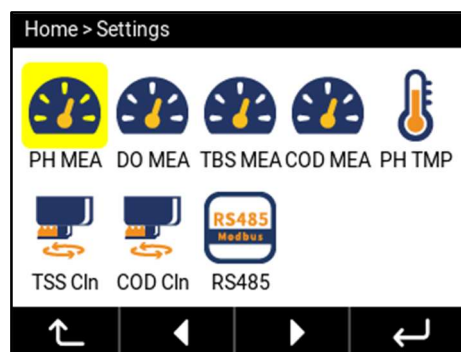 Home > Settings
PH MEA DO MEA TBS MEA COD MEA PH TMP
RS485
Modbus
TSS Cln COD Cln RS485